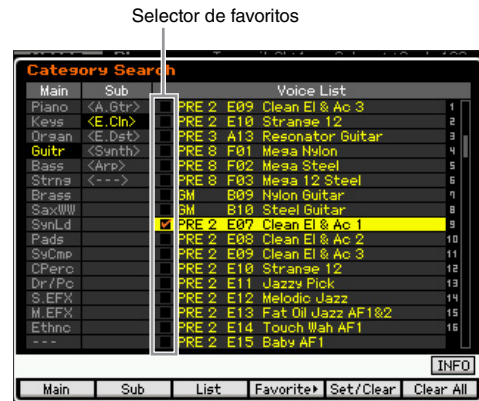 Selector de favoritos
Category Search
Main Sub Voice List
Piano <A.Gtr> PRE 2 E09 Clean El & Ac 3 1
Keys <E.Cln> PRE 2 E10 Strange 12 2
Organ <E.Dst> PRE 3 A13 Resonator Guitar 3
Guitr <Synth> PRE 8 F01 Mega Nylon 4
Bass <Arp> PRE 8 F02 Mega Steel 5
Strng <---> PRE 8 F03 Mega 12 Steel 6
Brass GM B09 Nylon Guitar 7
SaxWW GM B10 Steel Guitar 8
SynLd PRE 2 E07 Clean El & Ac 1 9
Pads PRE 2 E08 Clean El & Ac 2 10
SyCmp PRE 2 E09 Clean El & Ac 3 11
CPerc PRE 2 E10 Strange 12 12
Dr/Pc PRE 2 E11 Jazzy Pick 13
S.EFX PRE 2 E12 Melodic Jazz 14
M.EFX PRE 2 E13 Fat Oil Jazz AF1&2 15
Ethnc PRE 2 E14 Touch Wah AF1 16
--- PRE 2 E15 Baby AF1
INFO
Main Sub List Favorite Set/Clear Clear All